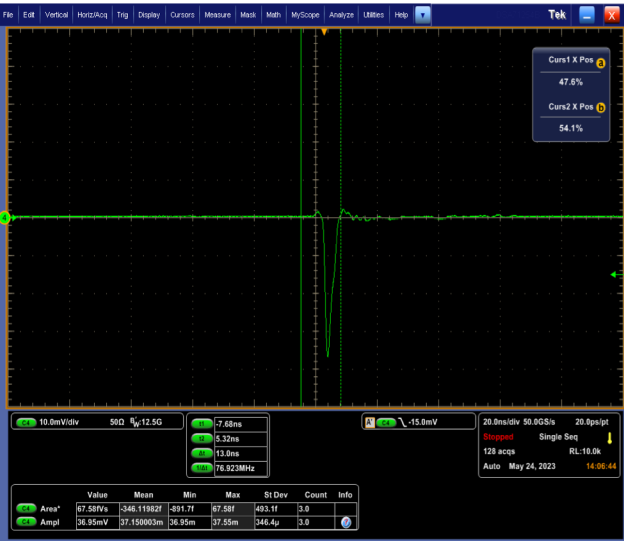 File Edit Vertical Horiz/Acq Trig Display Cursors Measure Mask Math MyScope Analyze Utilities Help Tek X
Curs1 X Pos a
47.6%
Curs2 X Pos b
54.1%
4
C4 10.0mV/div 50Ω BW:12.5G
t1 -7.68ns
t2 5.32ns
Δt 13.0ns
1/Δt 76.923MHz
A' C4 -15.0mV
20.0ns/div 50.0GS/s 20.0ps/pt
Stopped Single Seq
128 acqs RL:10.0k
Auto May 24, 2023 14:06:44
Value Mean Min Max St Dev Count Info
C4 Area* 67.58fVs -346.11982f -891.7f 67.58f 493.1f 3.0
C4 Ampl 36.95mV 37.150003m 36.95m 37.55m 346.4µ 3.0